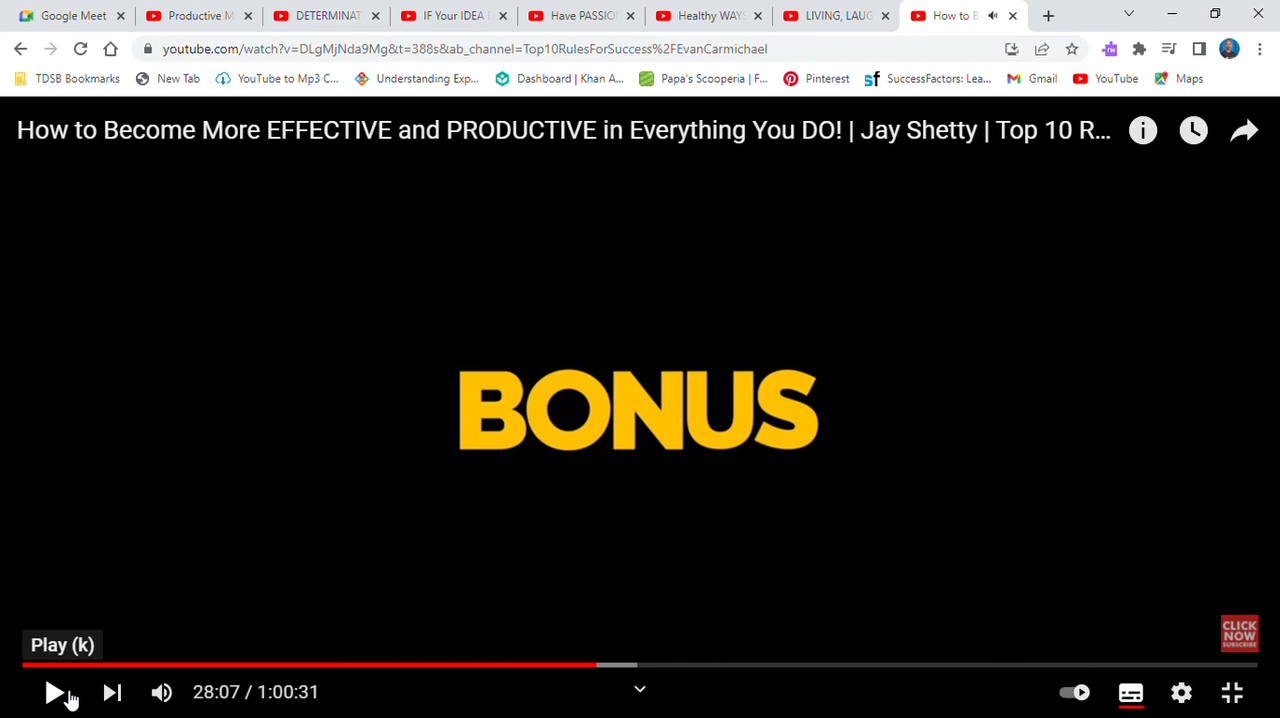 Google Meet
Productive M
DETERMINAT
IF Your IDEA
Have PASSIO
Healthy WAYS
LIVING, LAUG
How to B
youtube.com/watch?v=DLgMjNda9Mg&t=388s&ab_channel=Top10RulesForSuccess%2FEvanCarmichael
TDSB Bookmarks
New Tab
YouTube to Mp3 C...
Understanding Exp...
Dashboard | Khan A...
Papa's Scooperia | F...
Pinterest
SuccessFactors: Lea...
Gmail
YouTube
Maps
How to Become More EFFECTIVE and PRODUCTIVE in Everything You DO! | Jay Shetty | Top 10 R...
BONUS
CLICK
NOW
SUBSCRIBE
Play (k)
28:07 / 1:00:31